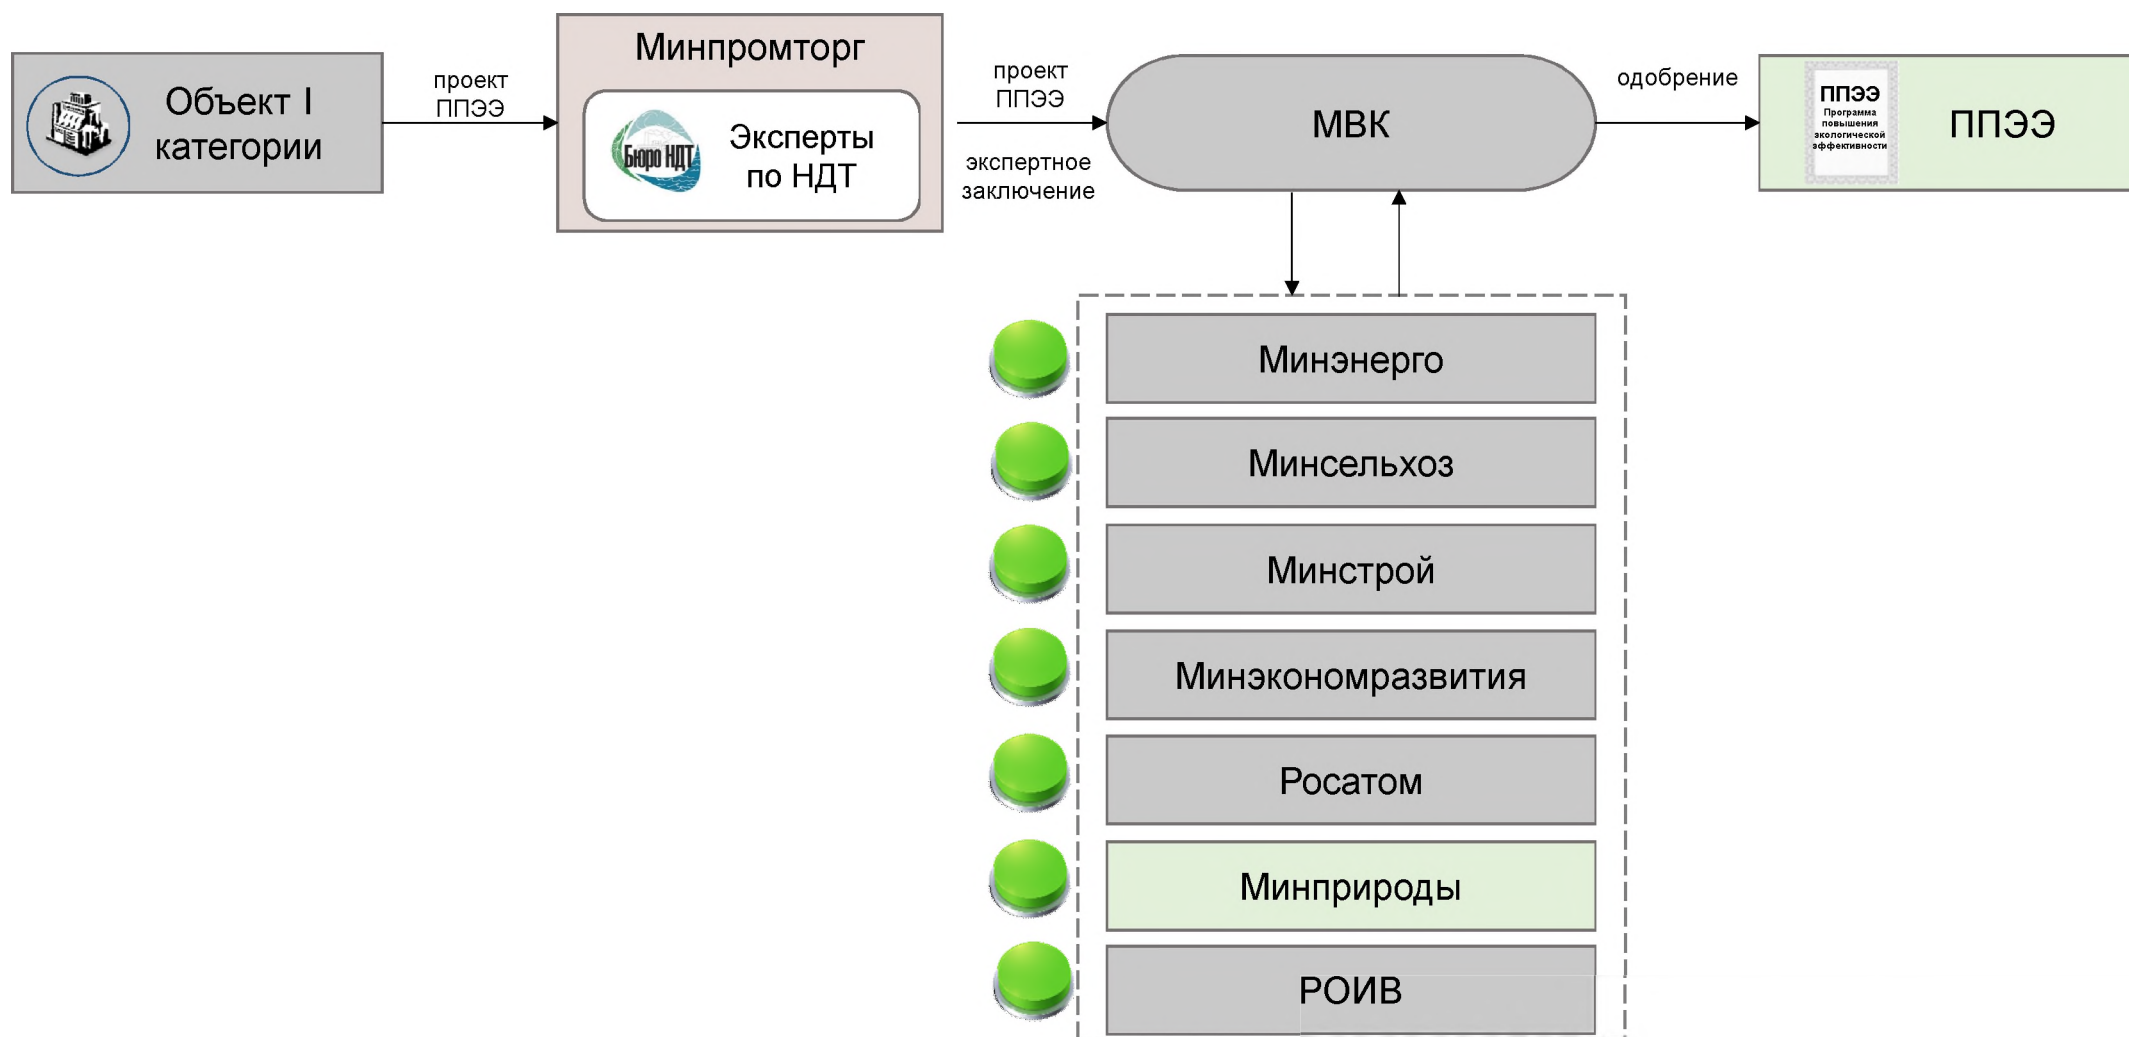 Объект I
категории
проект
ППЭЭ
Минпромторг
Бюро НДТ
Эксперты
по НДТ
проект
ППЭЭ
экспертное
заключение
МВК
одобрение
ППЭЭ
Программа
повышения
экологической
эффективности
ППЭЭ
Минэнерго
Минсельхоз
Минстрой
Минэкономразвития
Росатом
Минприроды
РОИВ